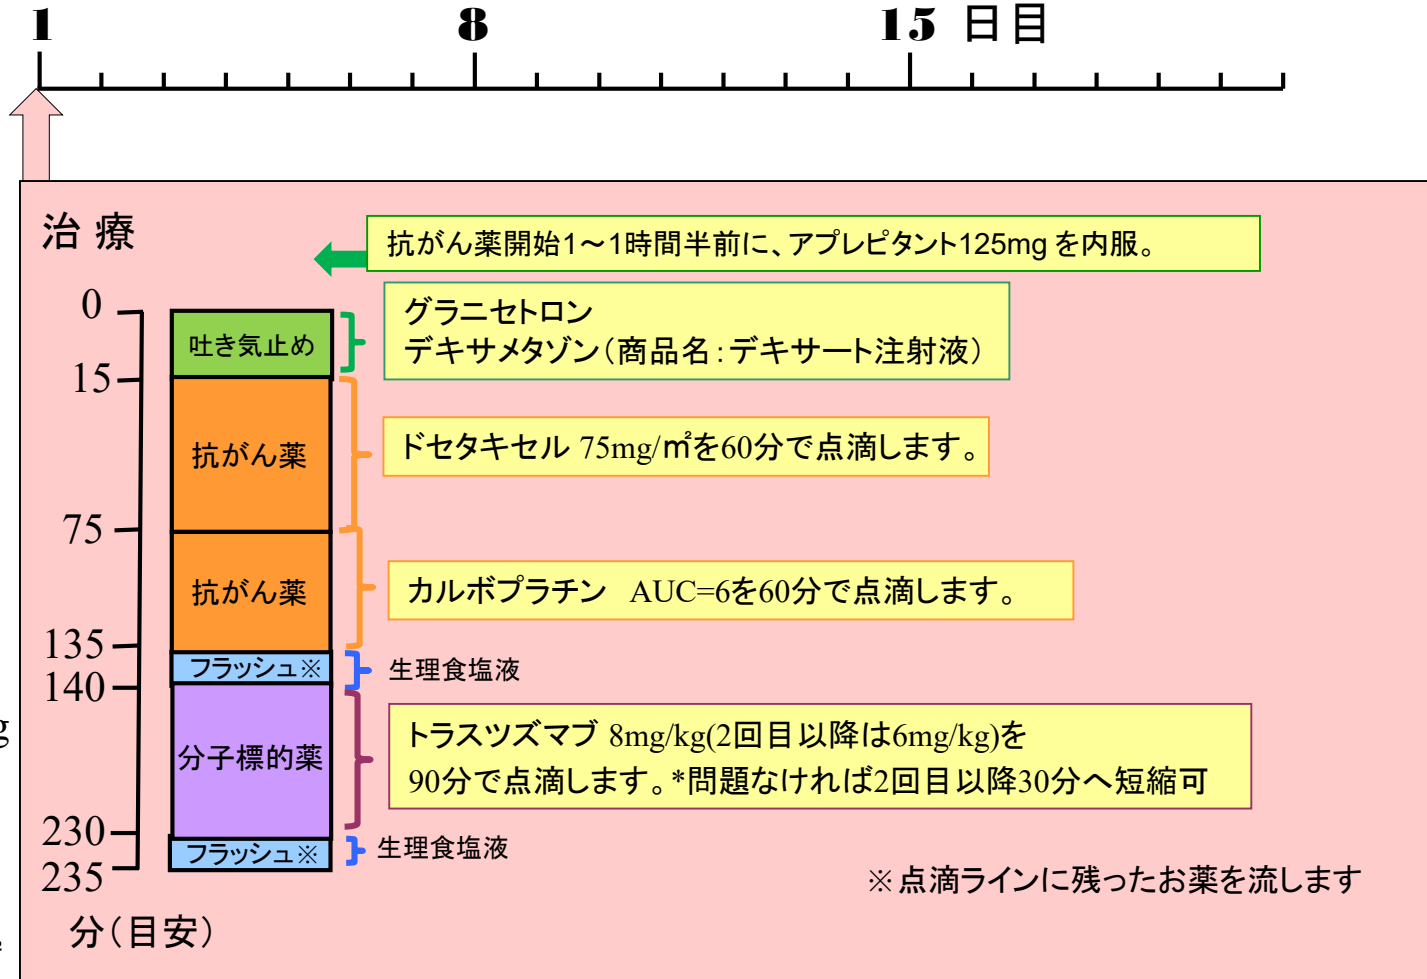 1
8
15 日目
治 療
抗がん薬開始1～1時間半前に、アプレピタント125mg を内服。
0
吐き気止め
グラニセトロン
デキサメタゾン（商品名：デキサート注射液）
15
抗がん薬
ドセタキセル 75mg/㎡を60分で点滴します。
75
抗がん薬
カルボプラチン AUC=6を60分で点滴します。
135
フラッシュ※
生理食塩液
140
g
分子標的薬
トラスツズマブ 8mg/kg(2回目以降は6mg/kg)を
90分で点滴します。*問題なければ2回目以降30分へ短縮可
230
フラッシュ※
生理食塩液
235
※点滴ラインに残ったお薬を流します
分（目安）